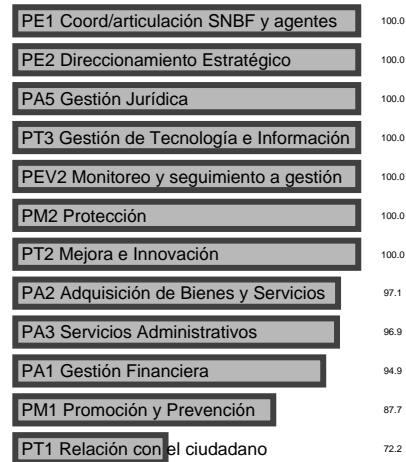 PE1 Coord/articulación SNBF y agentes 100.0
PE2 Direccionamiento Estratégico 100.0
PA5 Gestión Jurídica 100.0
PT3 Gestión de Tecnología e Información 100.0
PEV2 Monitoreo y seguimiento a gestión 100.0
PM2 Protección 100.0
PT2 Mejora e Innovación 100.0
PA2 Adquisición de Bienes y Servicios 97.1
PA3 Servicios Administrativos 96.9
PA1 Gestión Financiera 94.9
PM1 Promoción y Prevención 87.7
PT1 Relación con el ciudadano 72.2